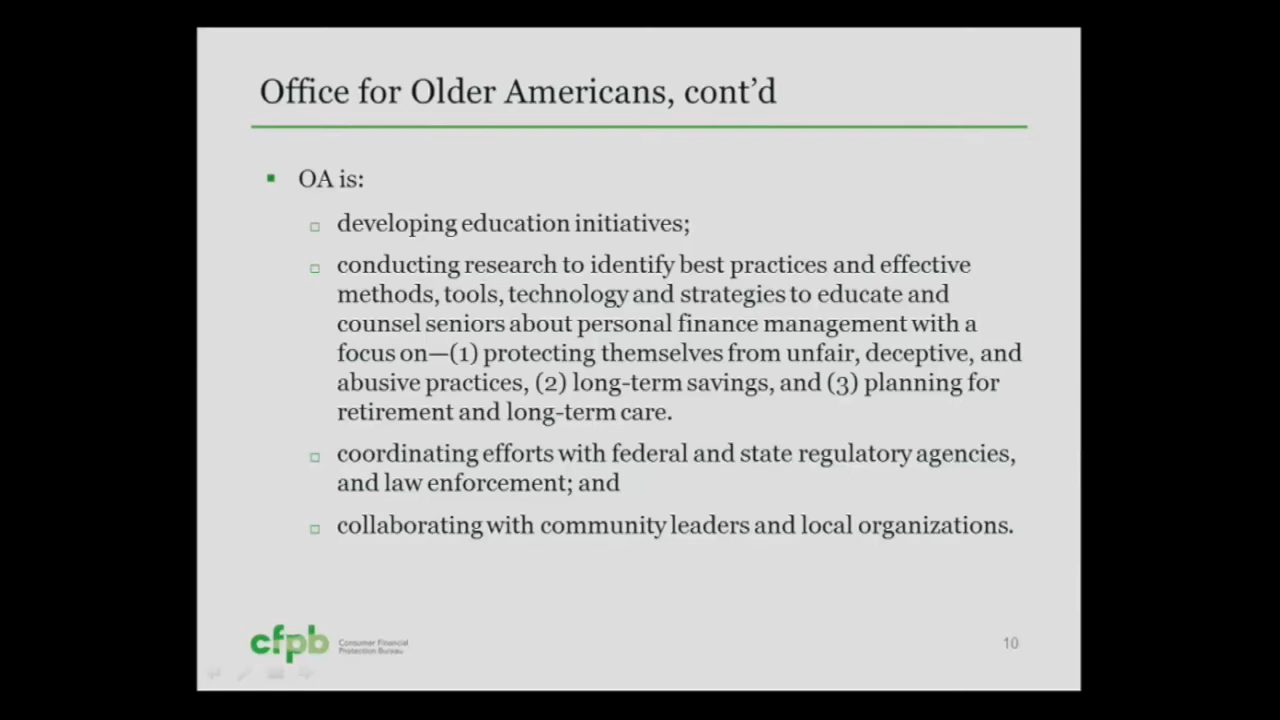 Office for Older Americans, cont’d
OA is:
developing education initiatives;
conducting research to identify best practices and effective
methods, tools, technology and strategies to educate and
counsel seniors about personal finance management with a
focus on—(1) protecting themselves from unfair, deceptive, and
abusive practices, (2) long-term savings, and (3) planning for
retirement and long-term care.
coordinating efforts with federal and state regulatory agencies,
and law enforcement; and
collaborating with community leaders and local organizations.
cfpb
Consumer Financial
Protection Bureau
10